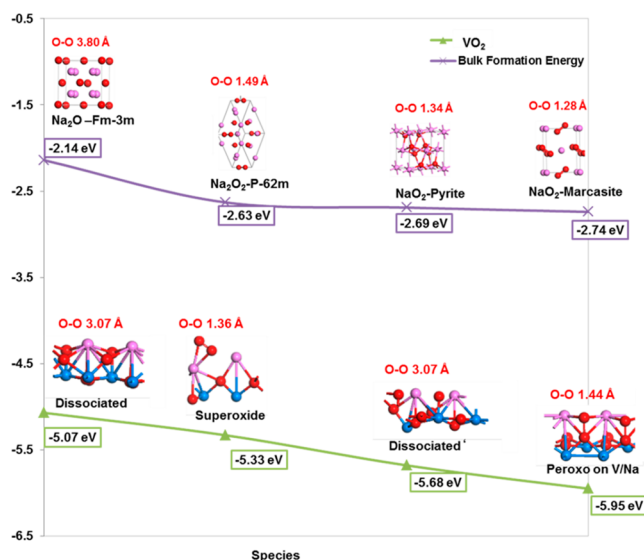 -0.5
-1.5
-2.5
-3.5
-4.5
-5.5
-6.5
VO₂
Bulk Formation Energy
O-O 3.80 Å
Na₂O –Fm-3m
-2.14 eV
O-O 1.49 Å
Na₂O₂-P-62m
-2.63 eV
O-O 1.34 Å
NaO₂-Pyrite
-2.69 eV
O-O 1.28 Å
NaO₂-Marcasite
-2.74 eV
O-O 3.07 Å
Dissociated
-5.07 eV
O-O 1.36 Å
Superoxide
-5.33 eV
O-O 3.07 Å
Dissociated '
-5.68 eV
O-O 1.44 Å
Peroxo on V/Na
-5.95 eV
Species